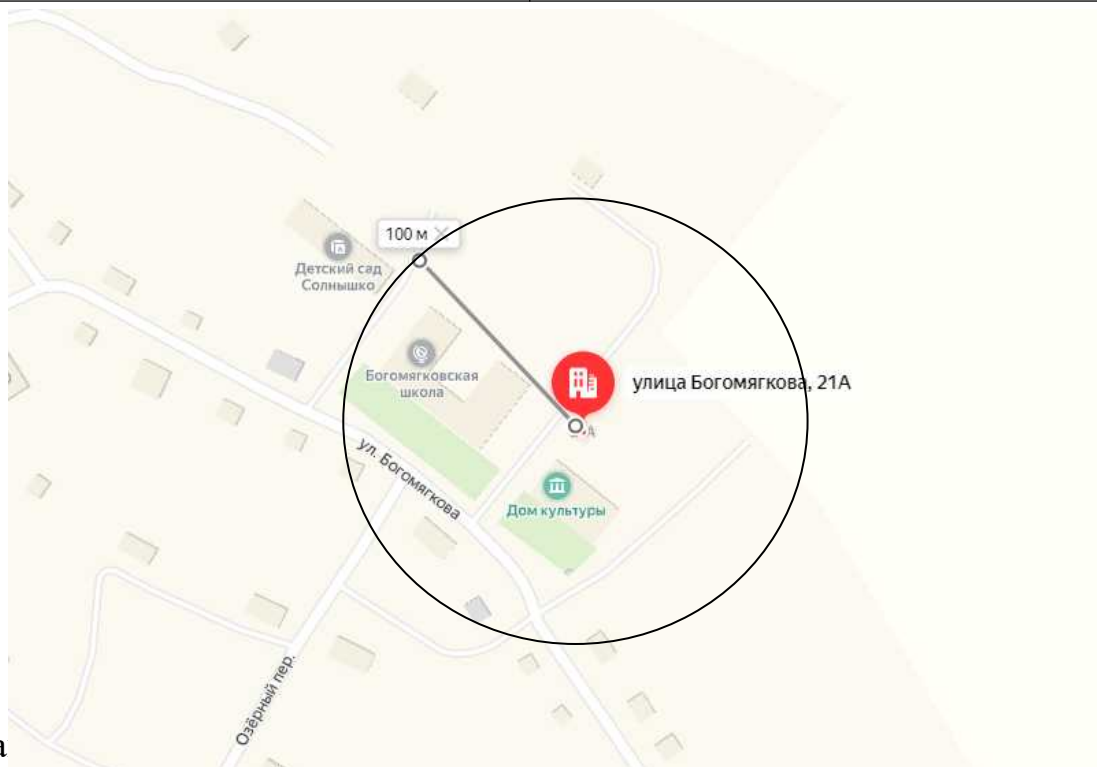 100 м
Детский сад
Солнышко
Богомягковская
школа
улица Богомягкова, 21А
ул. Богомягкова
Дом культуры
Озёрный пер.
а